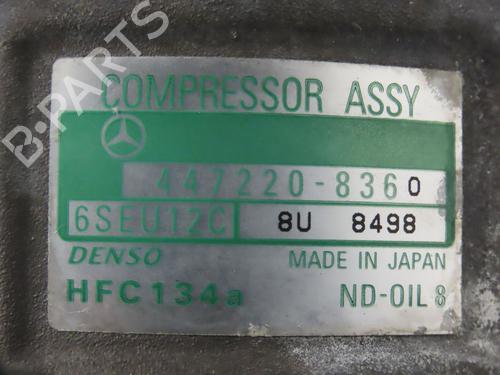 COMPRESSOR ASSY
447220-8360
6SEU12C 8U 8498
DENSO MADE IN JAPAN
HFC134a ND-OIL 8
B-PARTS